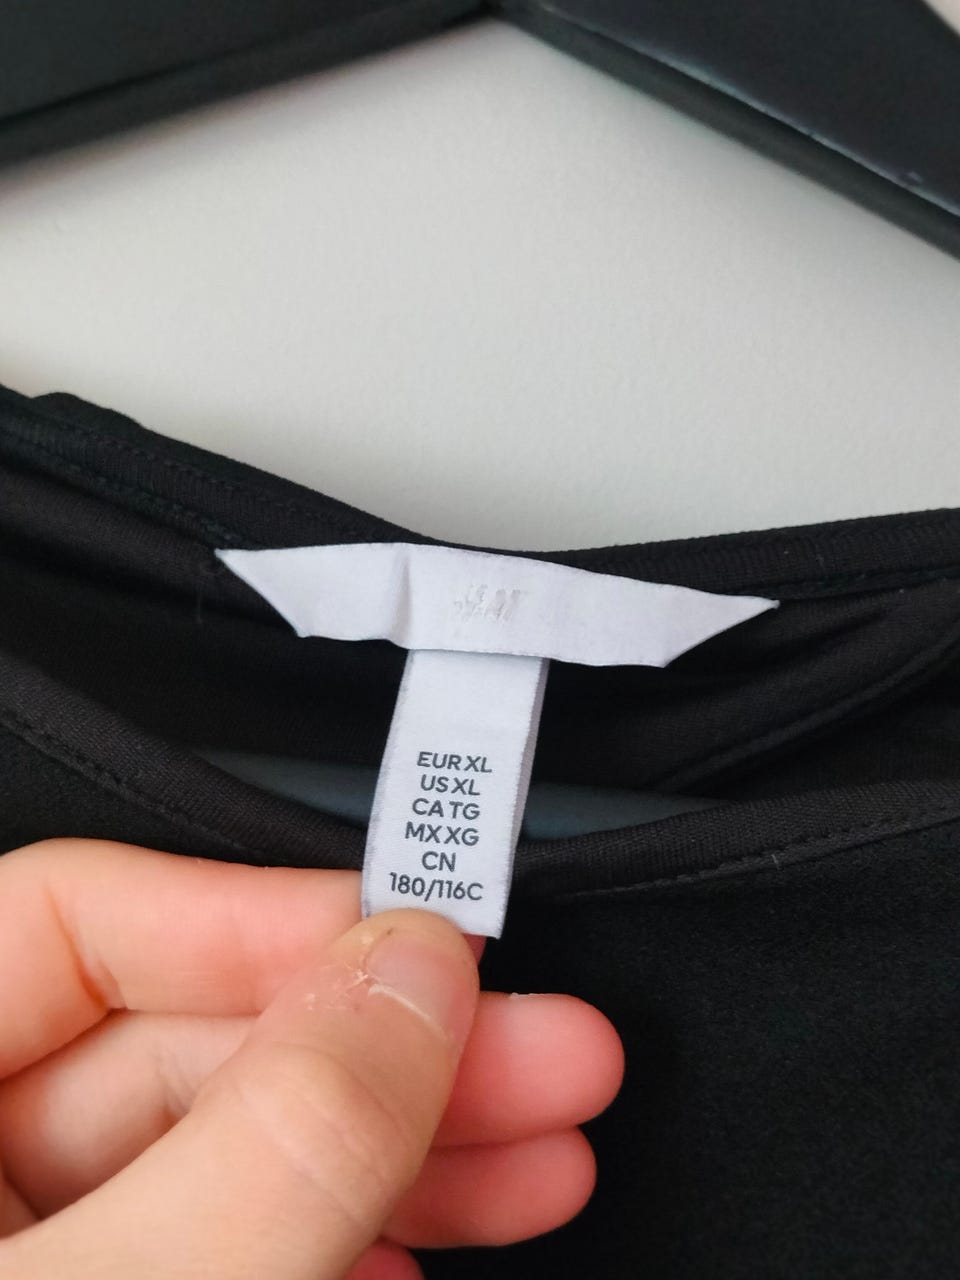 EUR XL
US XL
CA TG
MX XG
CN
180/116C